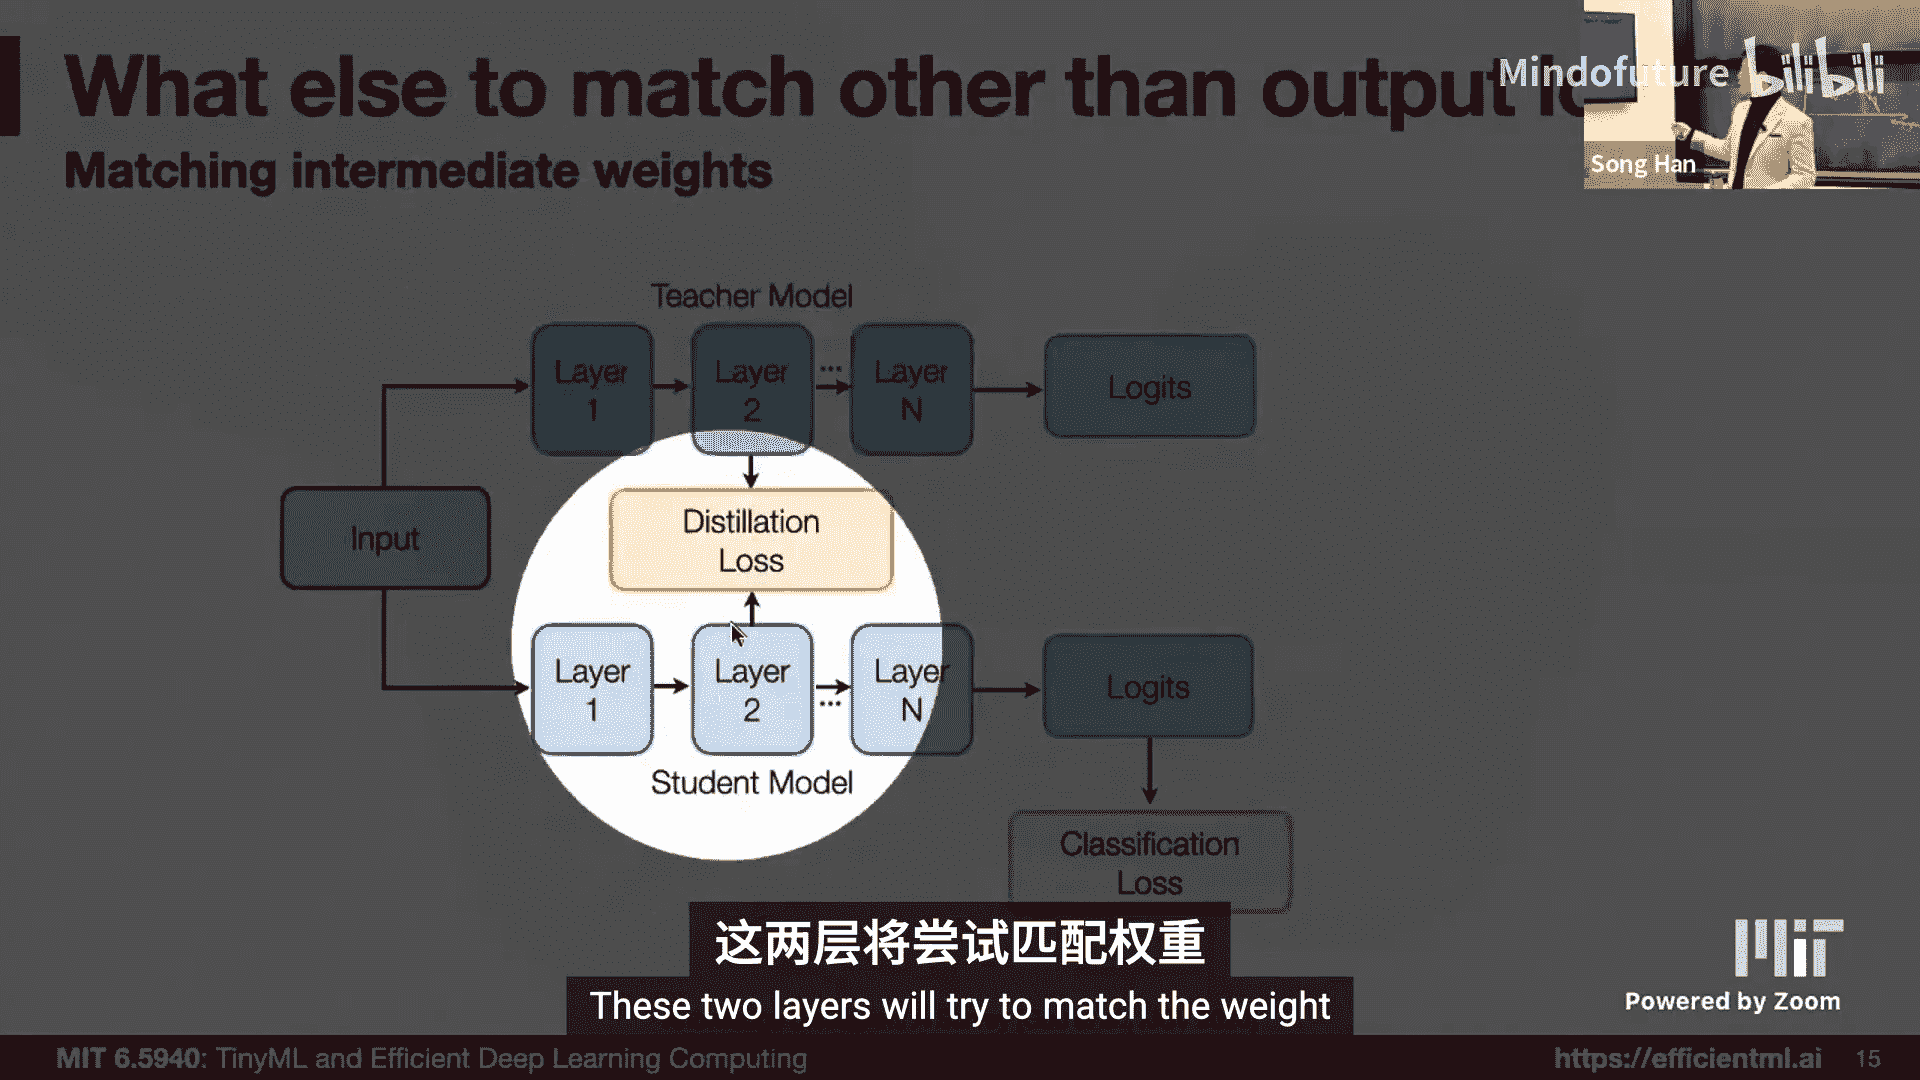 What else to match other than output
Matching intermediate weights
Mindofuture bilibili
Song Han
Teacher Model
Layer
1
Layer
2
...
Layer
N
Logits
Input
Distillation
Loss
Layer
1
Layer
2
...
Layer
N
Logits
Student Model
Classification
Loss
这两层将尝试匹配权重
These two layers will try to match the weight
MIT
Powered by Zoom
MIT 6.5940: TinyML and Efficient Deep Learning Computing
https://efficientml.ai 15